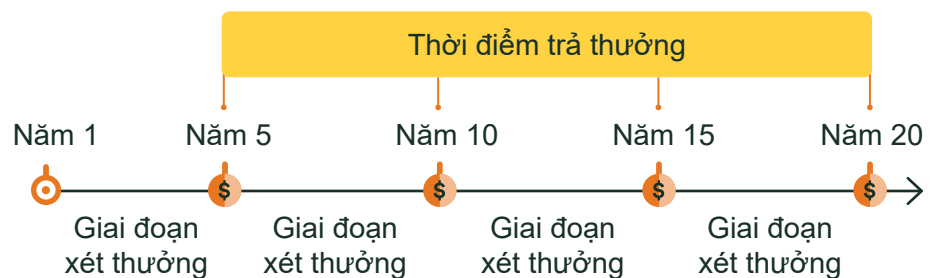 Thời điểm trả thưởng
Năm 1
Năm 5
Năm 10
Năm 15
Năm 20
$
$
$
$
Giai đoạn
xét thưởng
Giai đoạn
xét thưởng
Giai đoạn
xét thưởng
Giai đoạn
xét thưởng